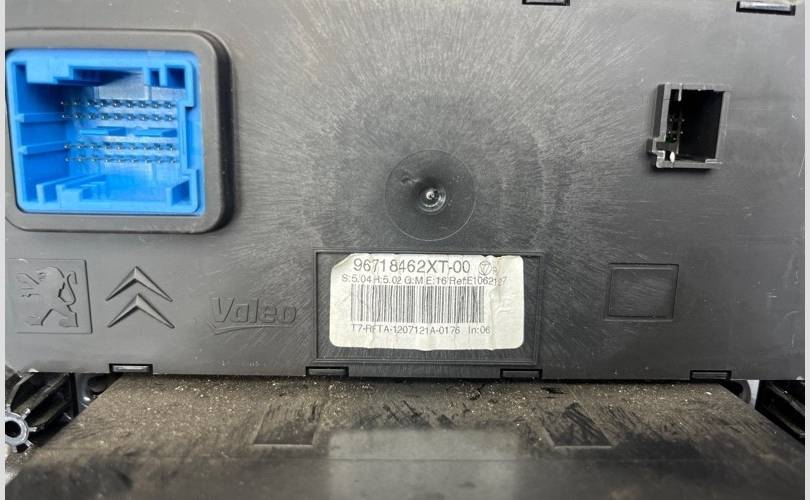 96718462XT-00
S:5.04 H:5.02 G:M E:16 Ref:E1062127
Valeo
T7-RFTA-1207121A-0176 In:06